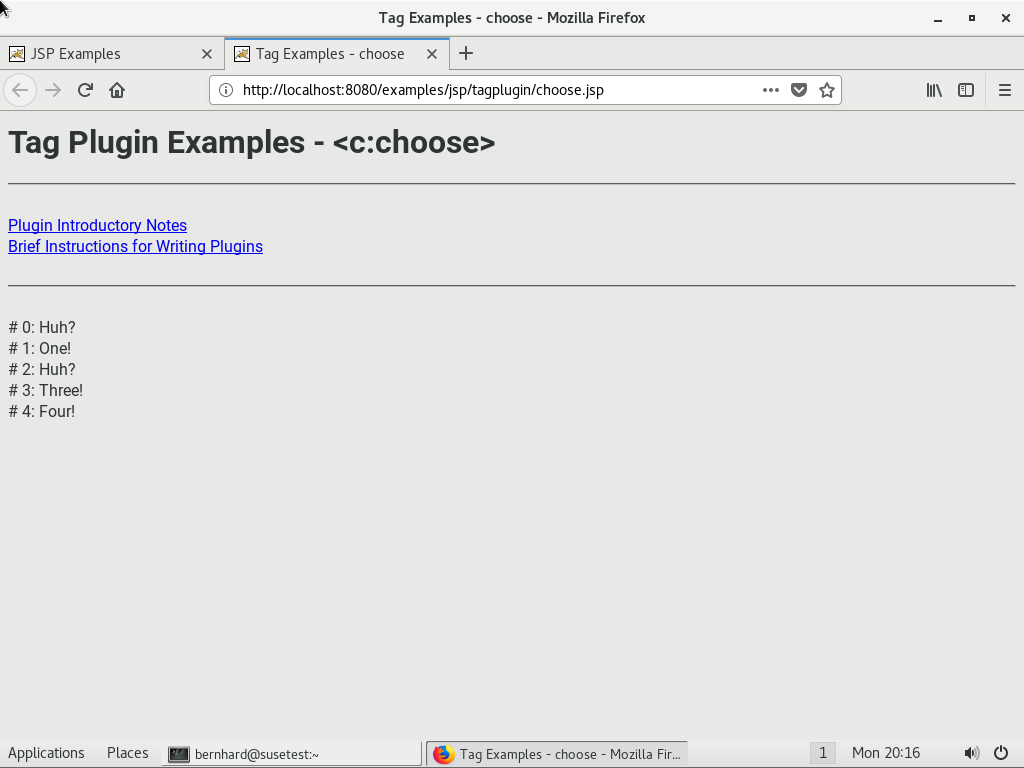 Tag Examples - choose - Mozilla Firefox
JSP Examples
Tag Examples - choose
http://localhost:8080/examples/jsp/tagplugin/choose.jsp
Tag Plugin Examples - <c:choose>
Plugin Introductory Notes
Brief Instructions for Writing Plugins
# 0: Huh?
# 1: One!
# 2: Huh?
# 3: Three!
# 4: Four!
Applications Places bernhard@susetest:~ Tag Examples - choose - Mozilla Fir... 1 Mon 20:16